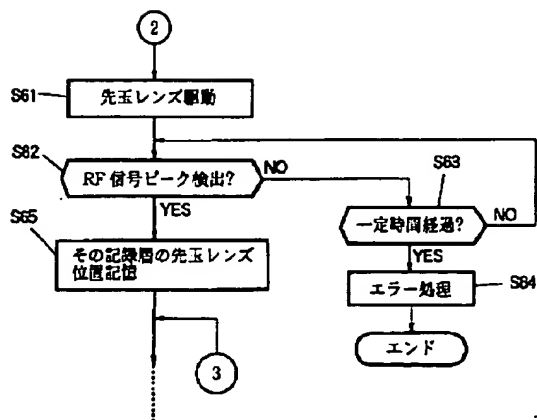 2
S61
先玉レンズ駆動
S62
RF信号ピーク検出?
NO
S63
YES
一定時間経過?
NO
S65
その記録層の先玉レンズ
位置記憶
YES
エラー処理
S64
エンド
3